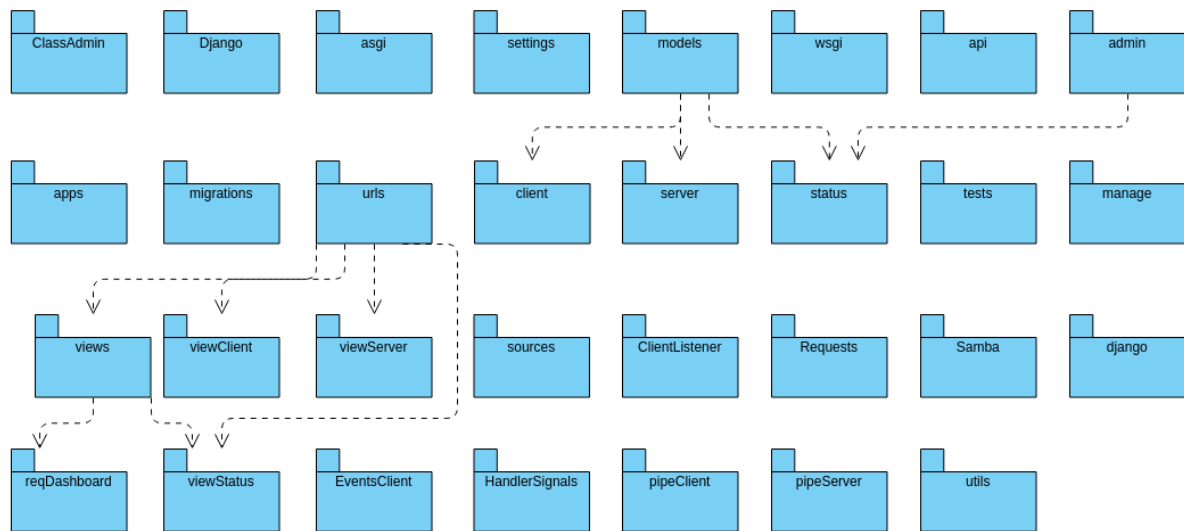 ClassAdmin
Django
asgi
settings
models
wsgi
api
admin
apps
migrations
urls
client
server
status
tests
manage
views
viewClient
viewServer
sources
ClientListener
Requests
Samba
django
reqDashboard
viewStatus
EventsClient
HandlerSignals
pipeClient
pipeServer
utils